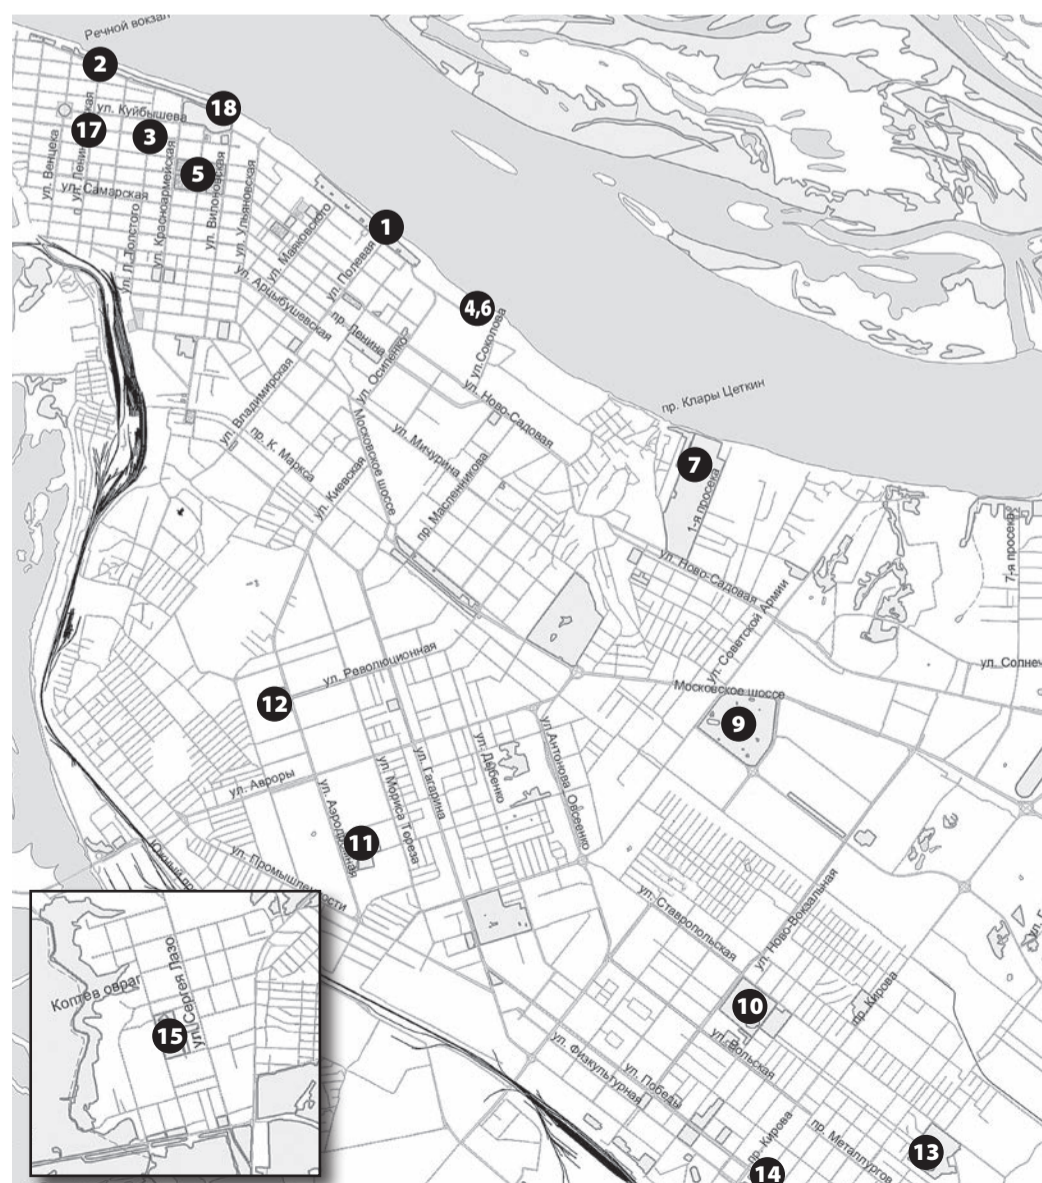 Речной вокзал
2
ул. Куйбышева
18
17
3
ул. Венцека
5
ул. Самарская
ул. Красноармейская
ул. Вилоновская
ул. Ульяновская
ул. Л. Толстого
1
ул. Маяковского
ул. Полевая
ул. Арцыбушевская
4,6
пр. Ленина
ул. Соколова
ул. Осипенко
ул. Ново-Садовая
пр. Клары Цеткин
ул. Владимирская
Московское шоссе
ул. Мичурина
пр. К. Маркса
ул. Киевская
пр. Масленникова
7
1-я просека
7-я просека
ул. Ново-Садовая
ул. Советской Армии
ул. Солнеч
ул. Революционная
Московское шоссе
12
9
ул. Антонова Овсеенко
ул. Гагарина
ул. Дыбенко
ул. Авроры
ул. Мориса Тореза
ул. Аэродромная
11
ул. Промышленности
ул. Ставропольская
ул. Ново-Вокзальная
Коптев овраг
ул. Сергея Лазо
15
10
пр. Кирова
ул. Вольская
ул. Физкультурная
ул. Победы
пр. Металлургов
пр. Кирова
13
14